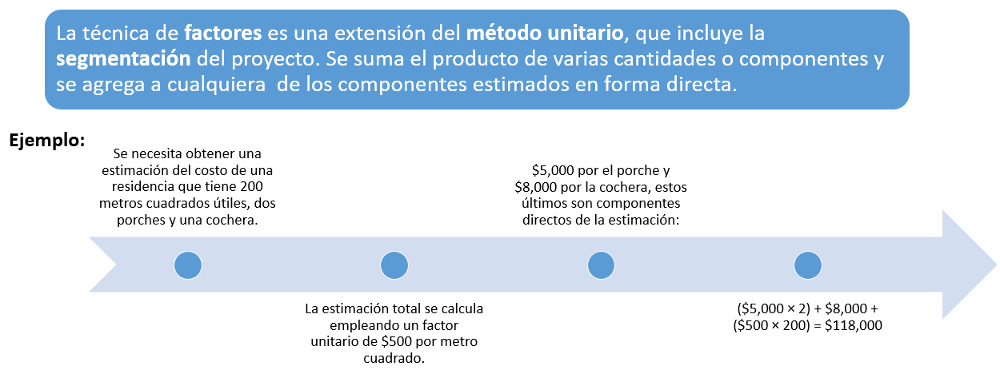 La técnica de factores es una extensión del método unitario, que incluye la
segmentación del proyecto. Se suma el producto de varias cantidades o componentes y
se agrega a cualquiera  de los componentes estimados en forma directa.
Ejemplo:
Se necesita obtener una
estimación del costo de una
residencia que tiene 200
metros cuadrados útiles, dos
porches y una cochera.
La estimación total se calcula
empleando un factor
unitario de $500 por metro
cuadrado.
$5,000 por el porche y
$8,000 por la cochera, estos
últimos son componentes
directos de la estimación:
($5,000 × 2) + $8,000 +
($500 × 200) = $118,000